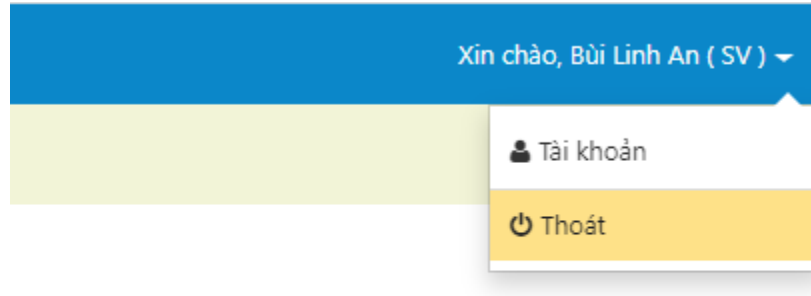 Xin chào, Bùi Linh An ( SV )
Tài khoản
Thoát